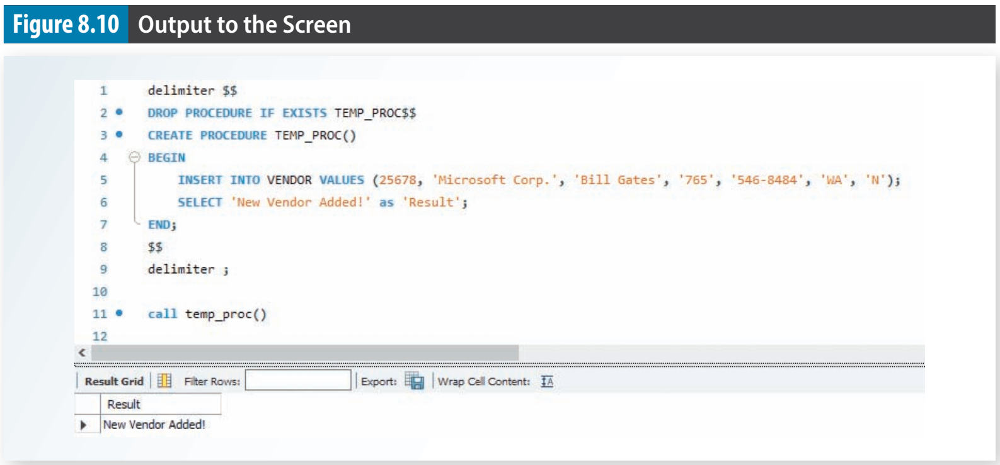 Figure 8.10 Output to the Screen
1 delimiter $$
2 DROP PROCEDURE IF EXISTS TEMP_PROC$$
3 CREATE PROCEDURE TEMP_PROC()
4 BEGIN
5 INSERT INTO VENDOR VALUES (25678, 'Microsoft Corp.', 'Bill Gates', '765', '546-8484', 'WA', 'N');
6 SELECT 'New Vendor Added!' as 'Result';
7 END;
8 $$
9 delimiter ;
10
11 call temp_proc()
12
Result Grid Filter Rows: Export: Wrap Cell Content: IA
Result
New Vendor Added!